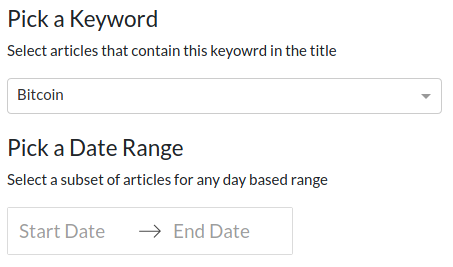 Pick a Keyword
Select articles that contain this keyowrd in the title
Bitcoin
Pick a Date Range
Select a subset of articles for any day based range
Start Date → End Date